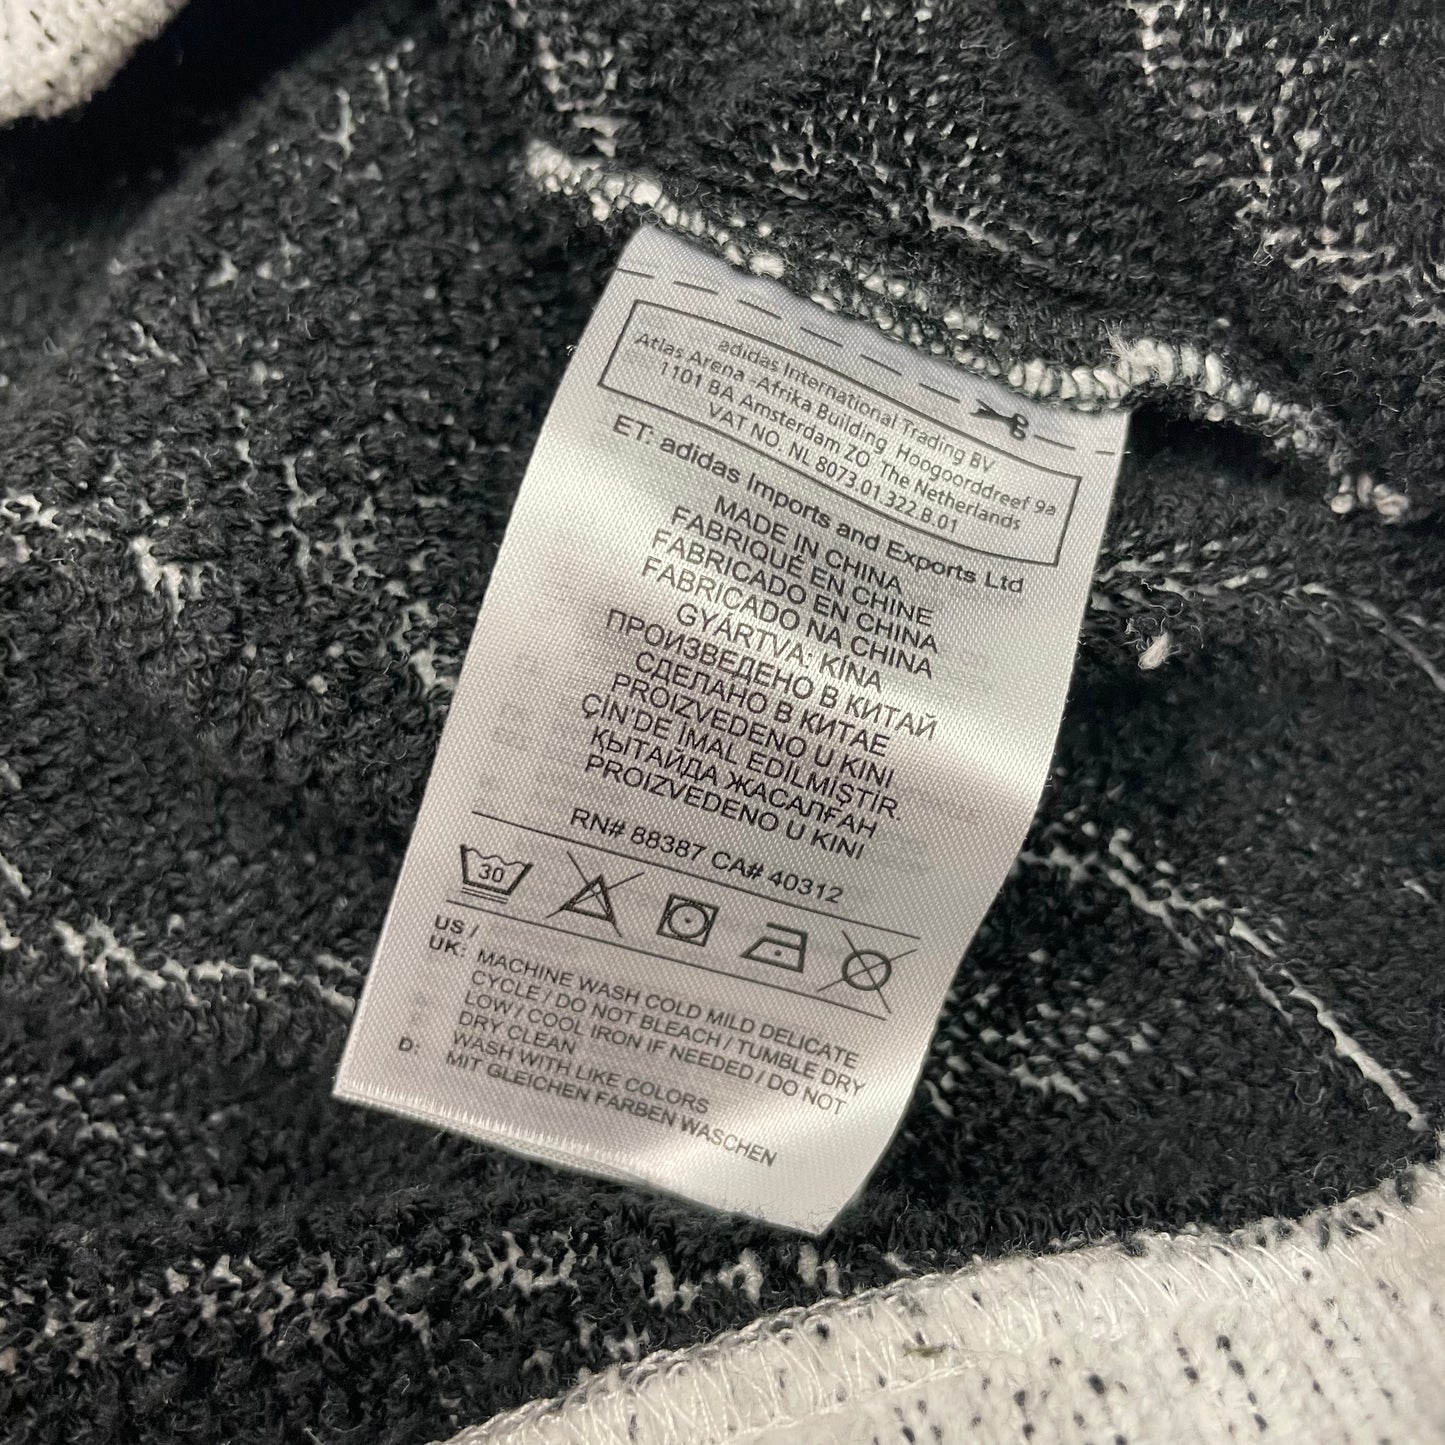 adidas International Trading BV
Atlas Arena -Afrika Building Hoogoorddreef 9a
1101 BA Amsterdam ZO The Netherlands
VAT NO. NL 8073.01.322.B.01
ET: adidas Imports and Exports Ltd
MADE IN CHINA
FABRIQUÉ EN CHINE
FABRICADO EN CHINA
FABRICADO NA CHINA
GYÁRTVA: KÍNA
ПРОИЗВЕДЕНО В КИТАЙ
СДЕЛАНО В КИТАЕ
PROIZVEDENO U KINI
ÇİN'DE İMAL EDİLMİŞTİR.
ҚЫТАЙДА ЖАСАЛҒАН
PROIZVEDENO U KINI
RN# 88387 CA# 40312
30
US /
UK: MACHINE WASH COLD MILD DELICATE
CYCLE / DO NOT BLEACH / TUMBLE DRY
LOW / COOL IRON IF NEEDED / DO NOT
DRY CLEAN
WASH WITH LIKE COLORS
D: MIT GLEICHEN FARBEN WASCHEN